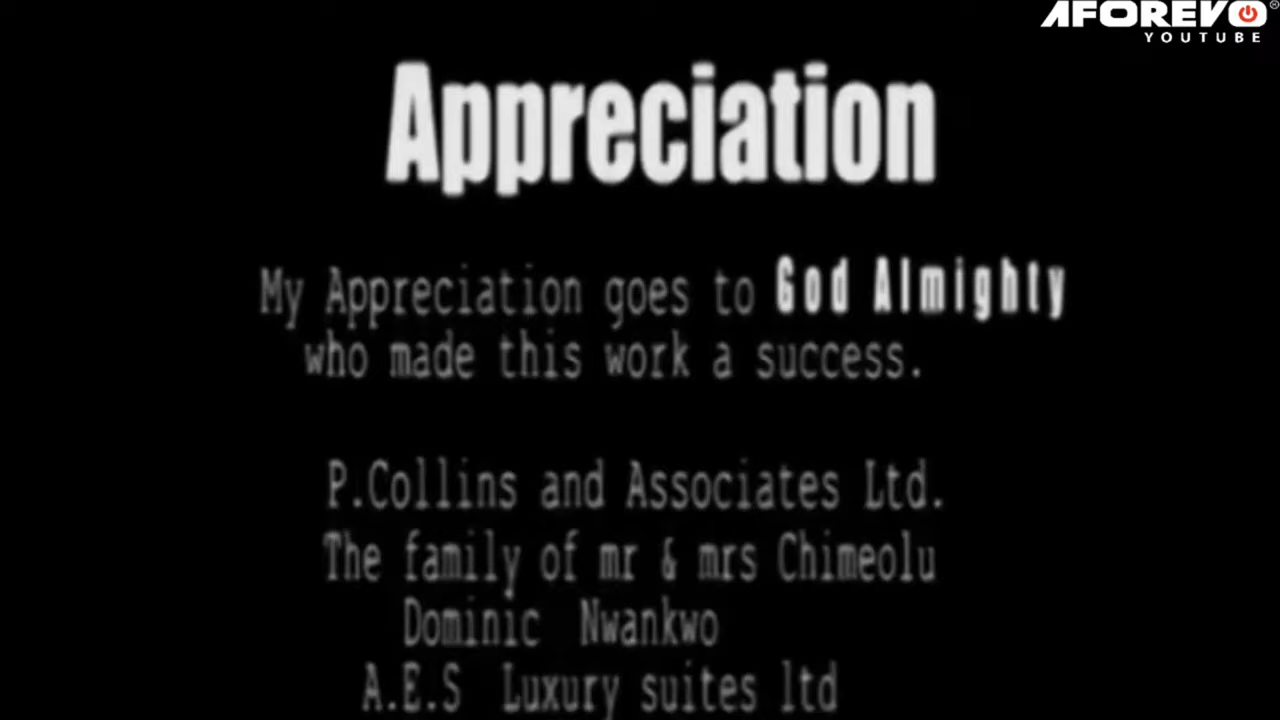 AFOREVO
YOUTUBE
Appreciation
My Appreciation goes to God Almighty
who made this work a success.
P.Collins and Associates Ltd.
The family of mr & mrs Chimeolu
Dominic Nwankwo
A.E.S Luxury suites ltd